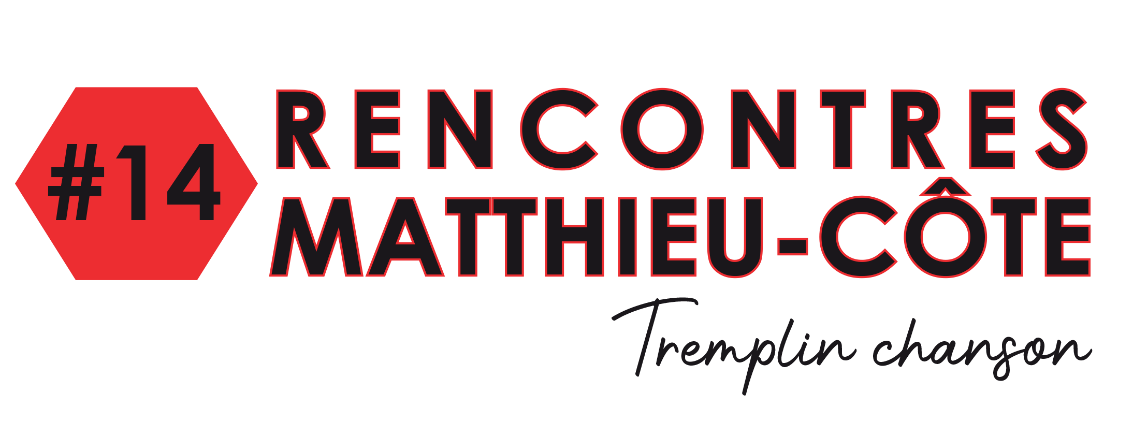 #14
RENCONTRES
MATTHIEU-CÔTE
Tremplin chanson